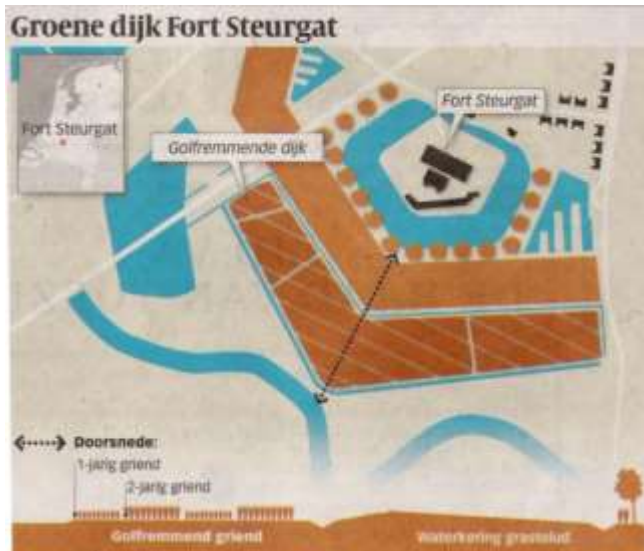 Groene dijk Fort Steurgat
Fort Steurgat
Fort Steurgat
Golfremmende dijk
Doorsnede:
1-jarig griend
2-jarig griend
Golfremmend griend
Waterkering grastelud